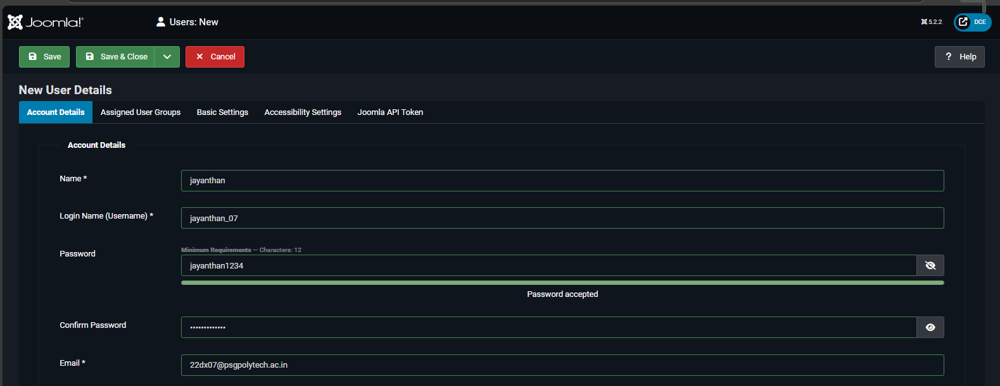 Joomla!®
Users: New
5.2.2
DCE
Save
Save & Close
Cancel
? Help
New User Details
Account Details
Assigned User Groups
Basic Settings
Accessibility Settings
Joomla API Token
Account Details
Name *
jayanthan
Login Name (Username) *
jayanthan_07
Password
Minimum Requirements — Characters: 12
jayanthan1234
Password accepted
Confirm Password
•••••••••••••
Email *
22dx07@psgpolytech.ac.in